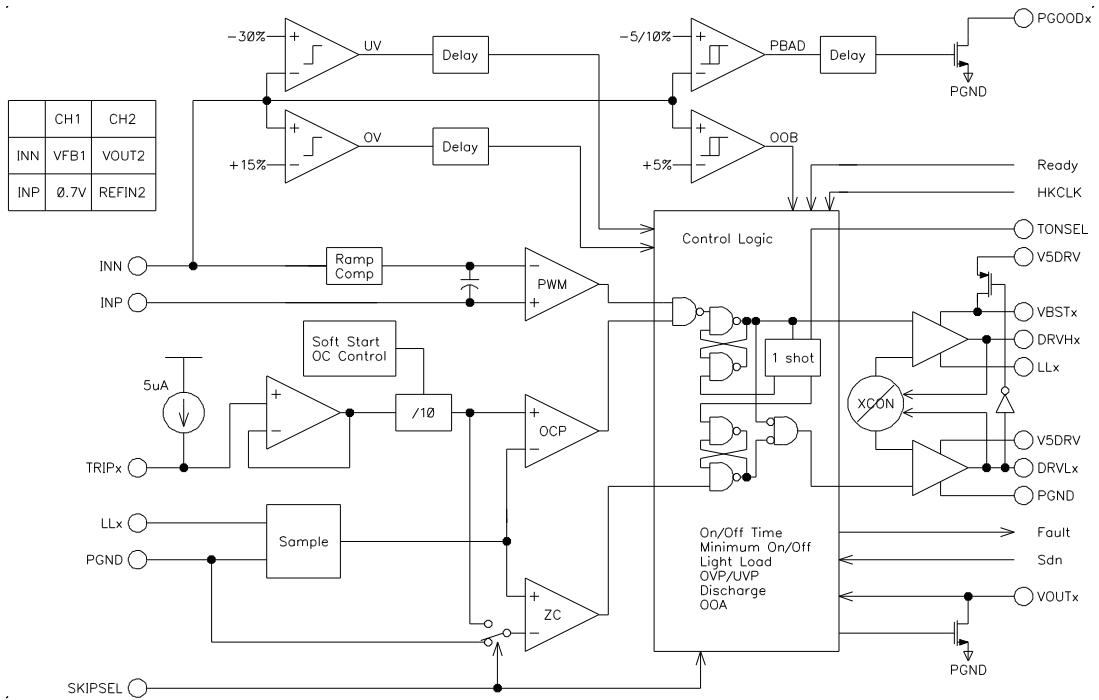 PGOODx
-30%
UV
Delay
-5/10%
PBAD
Delay
PGND
CH1 CH2
INN VFB1 VOUT2
INP 0.7V REFIN2
+15%
OV
Delay
+5%
OOB
Ready
HKCLK
Control Logic
TONSEL
V5DRV
INN
Ramp
Comp
PWM
INP
VBSTx
DRVHx
LLx
Soft Start
OC Control
1 shot
5uA
/10
XCON
OCP
TRIPx
V5DRV
DRVLx
PGND
LLx
Sample
PGND
On/Off Time
Minimum On/Off
Light Load
OVP/UVP
Discharge
OOA
Fault
Sdn
VOUTx
ZC
PGND
SKIPSEL